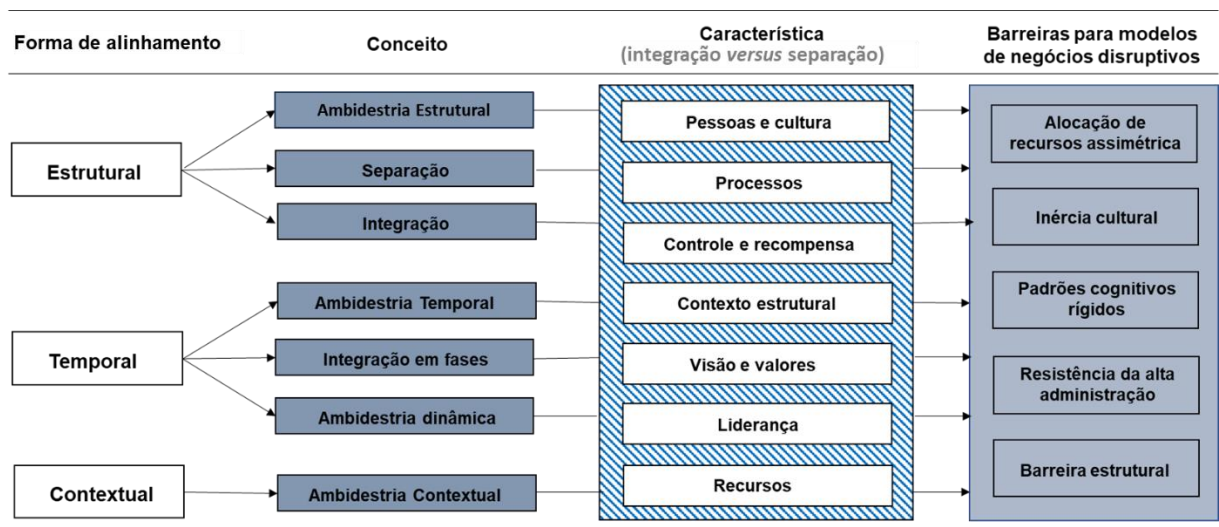 Forma de alinhamento
Conceito
Característica
(integração versus separação)
Barreiras para modelos
de negócios disruptivos
Estrutural
Ambidestria Estrutural
Separação
Integração
Temporal
Ambidestria Temporal
Integração em fases
Ambidestria dinâmica
Contextual
Ambidestria Contextual
Pessoas e cultura
Processos
Controle e recompensa
Contexto estrutural
Visão e valores
Liderança
Recursos
Alocação de
recursos assimétrica
Inércia cultural
Padrões cognitivos
rígidos
Resistência da alta
administração
Barreira estrutural